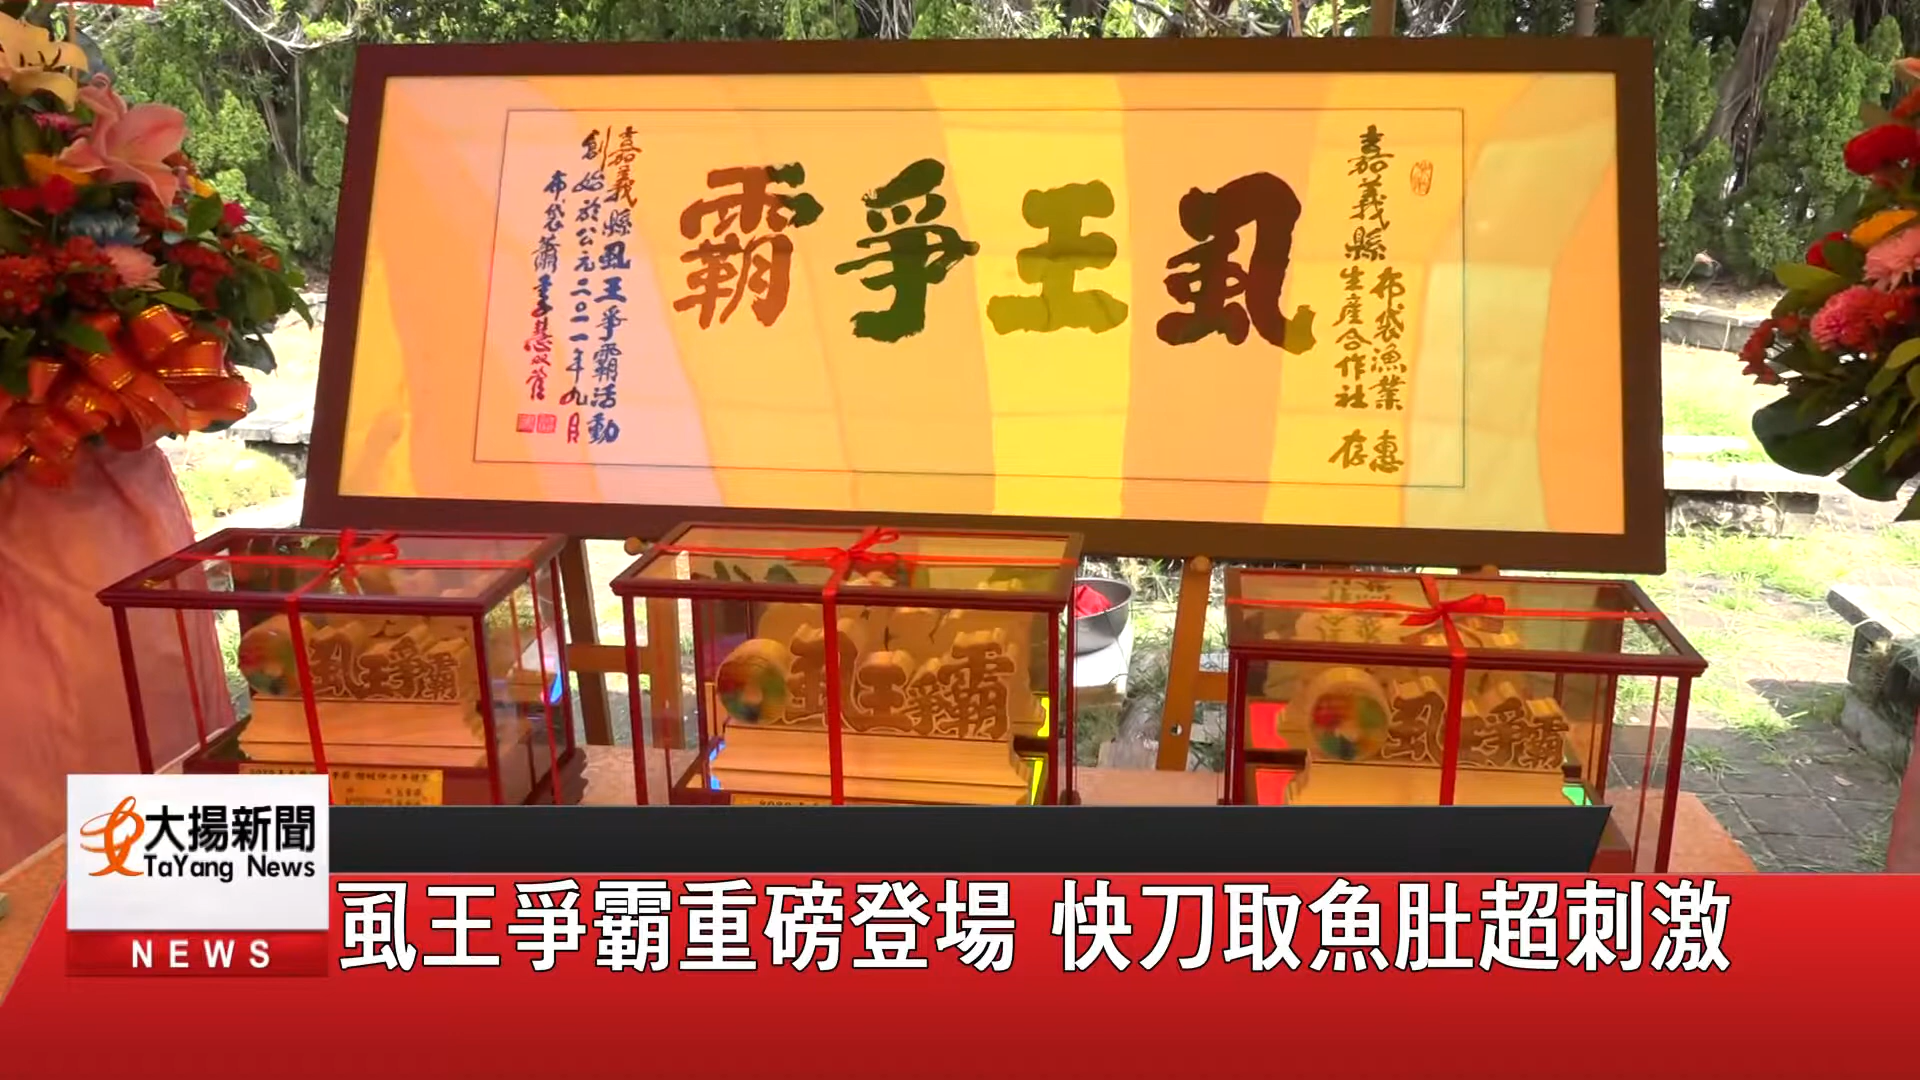 嘉義縣
布袋漁業
生產合作社
惠
存
虱王爭霸
嘉義縣虱王爭霸活動
創始於公元二〇一一年九月
虱王爭霸
虱王爭霸
虱王爭霸
大揚新聞
TaYang News
NEWS
虱王爭霸重磅登場 快刀取魚肚超刺激